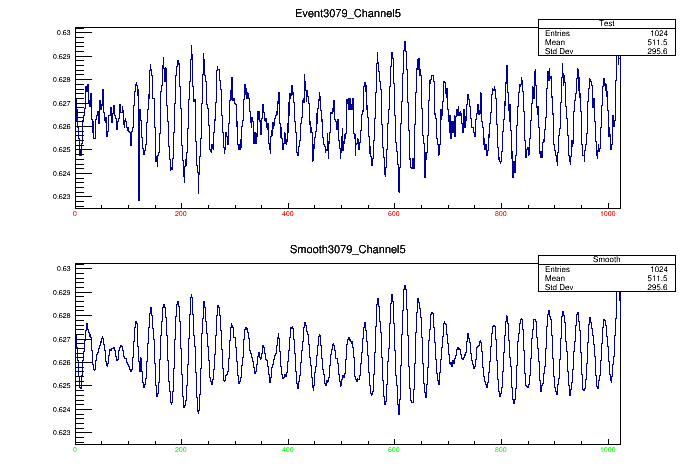 Event3079_Channel5
Test
Entries 1024
Mean 511.5
Std Dev 295.6
0.63
0.629
0.628
0.627
0.626
0.625
0.624
0.623
0 200 400 600 800 1000
Smooth3079_Channel5
Smooth
Entries 1024
Mean 511.5
Std Dev 295.6
0.63
0.629
0.628
0.627
0.626
0.625
0.624
0.623
0 200 400 600 800 1000